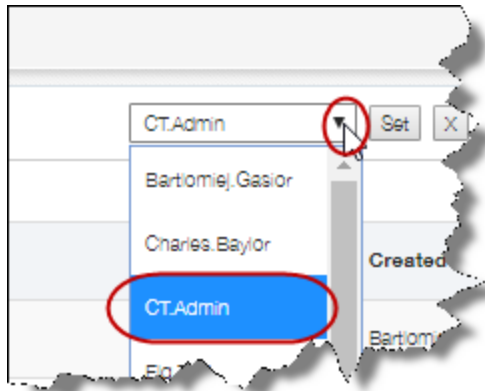 CT.Admin Set X
Bartlomiej.Gasior
Charles.Baylor
Created
CT.Admin